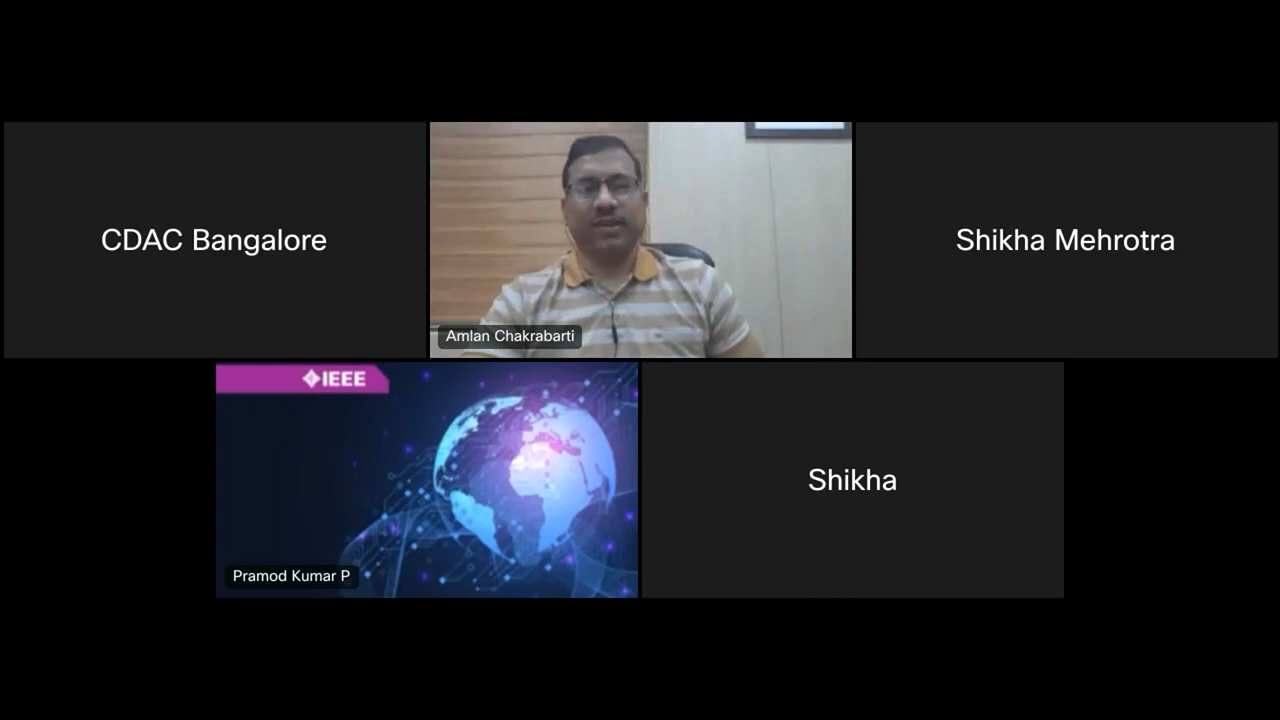 CDAC Bangalore
Amlan Chakrabarti
Shikha Mehrotra
IEEE
Pramod Kumar P
Shikha